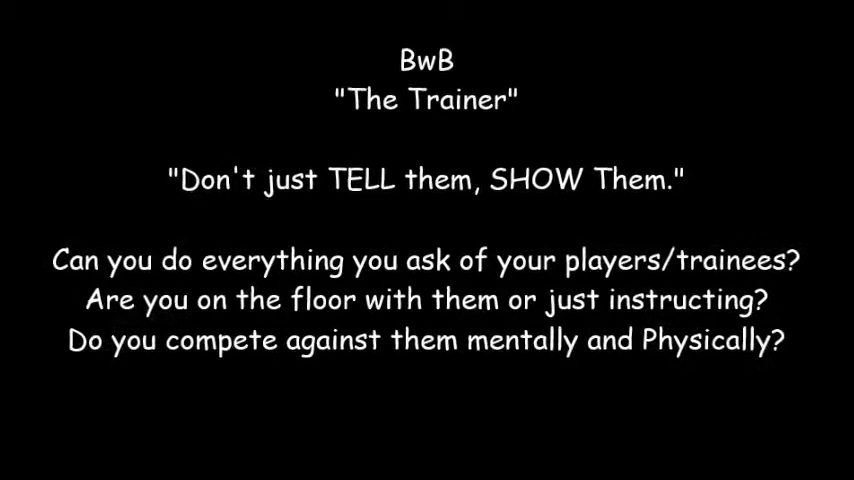 BwB
"The Trainer"
"Don't just TELL them, SHOW Them."
Can you do everything you ask of your players/trainees?
Are you on the floor with them or just instructing?
Do you compete against them mentally and Physically?